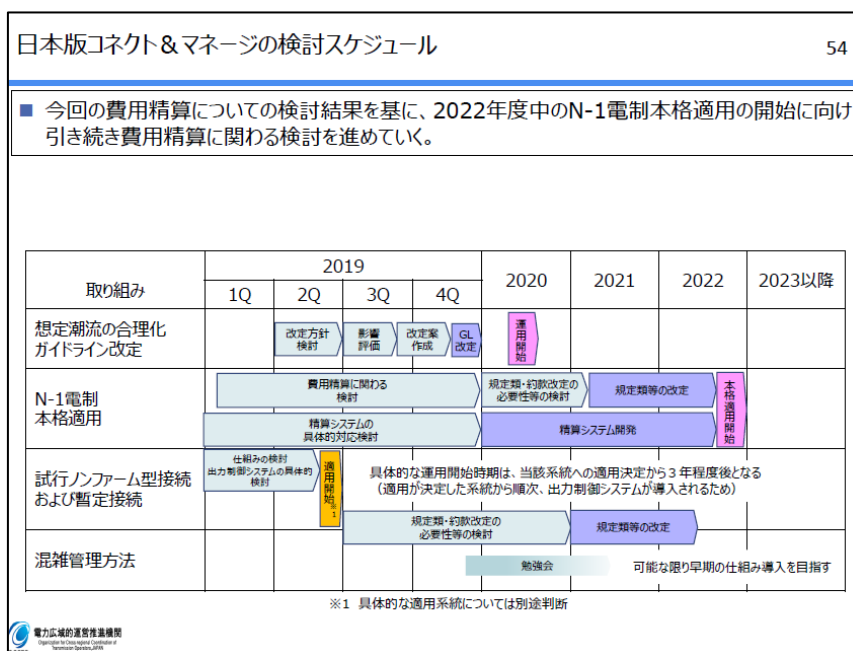 日本版コネクト＆マネージの検討スケジュール
54
■ 今回の費用精算についての検討結果を基に、2022年度中のN-1電制本格適用の開始に向け
引き続き費用精算に関わる検討を進めていく。
取り組み
2019
2020
2021
2022
2023以降
1Q
2Q
3Q
4Q
想定潮流の合理化
ガイドライン改定
改定方針
検討
影響
評価
改定案
作成
GL
改定
運用開始
N-1電制
本格適用
費用精算に関わる
検討
規定類・約款改定の
必要性等の検討
規定類等の改定
本格適用開始
精算システムの
具体的対応検討
精算システム開発
試行ノンファーム型接続
および暫定接続
仕組みの検討
出力制御システムの具体的
検討
適用開始※1
具体的な運用開始時期は、当該系統への適用決定から３年程度後となる
（適用が決定した系統から順次、出力制御システムが導入されるため）
混雑管理方法
規定類・約款改定の
必要性等の検討
規定類等の改定
勉強会
可能な限り早期の仕組み導入を目指す
※1 具体的な適用系統については別途判断
電力広域的運営推進機関
Organization for Cross-regional Coordination of
Transmission Operators,JAPAN